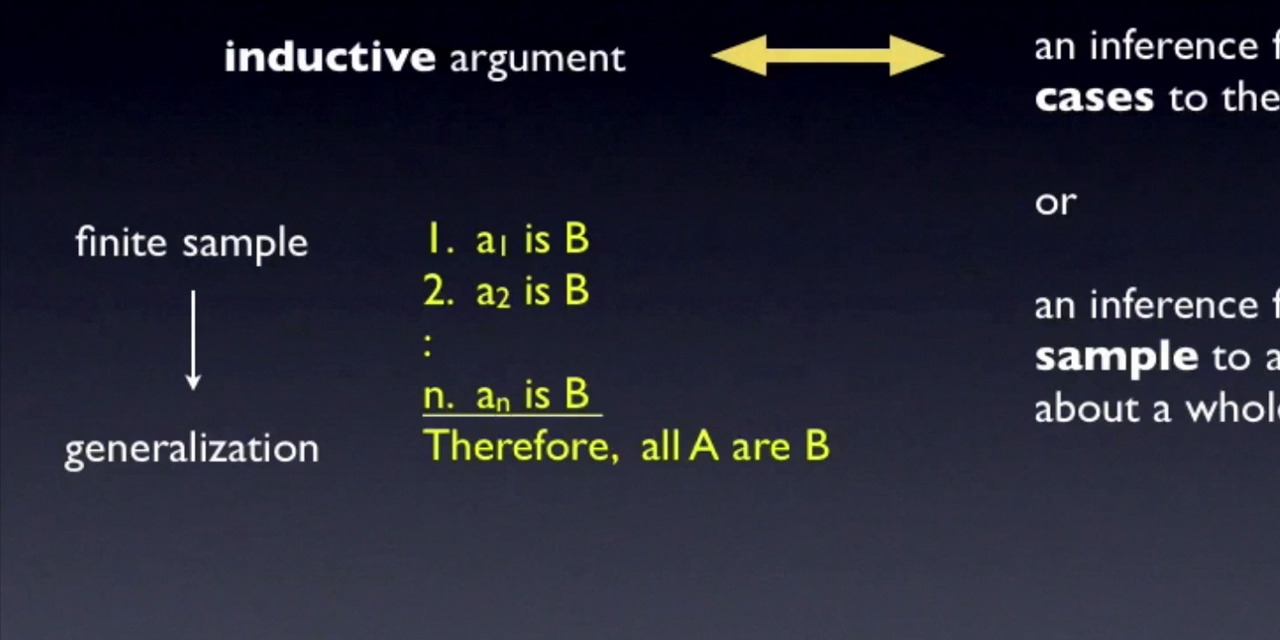 inductive argument
an inference
cases to the
or
an inference
sample to a
about a
finite sample
generalization
1. a1 is B
2. a2 is B
:
n. an is B
Therefore, all A are B